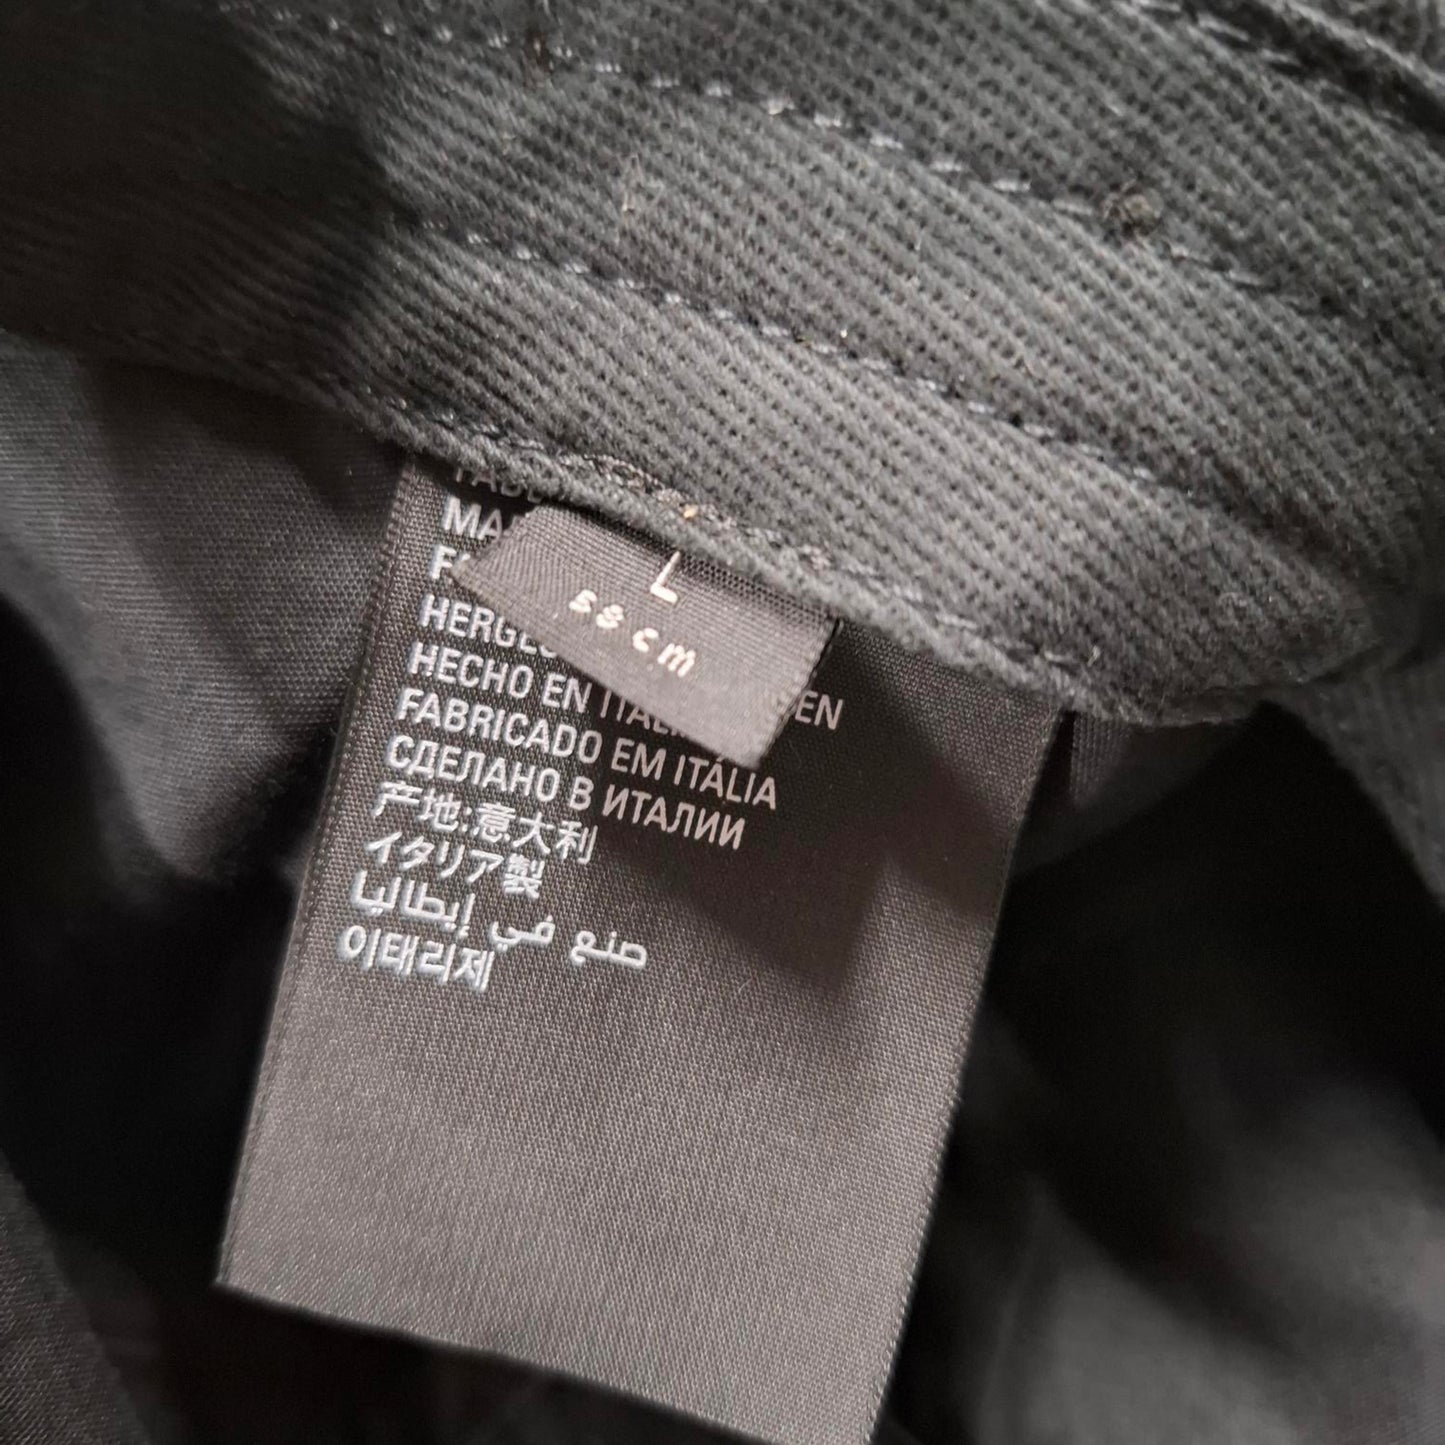 L
58 cm
HECHO EN
FABRICADO EM ITÁLIA
СДЕЛАНО В ИТАЛИИ
产地:意大利
イタリア製
صنع في إيطاليا
이태리제